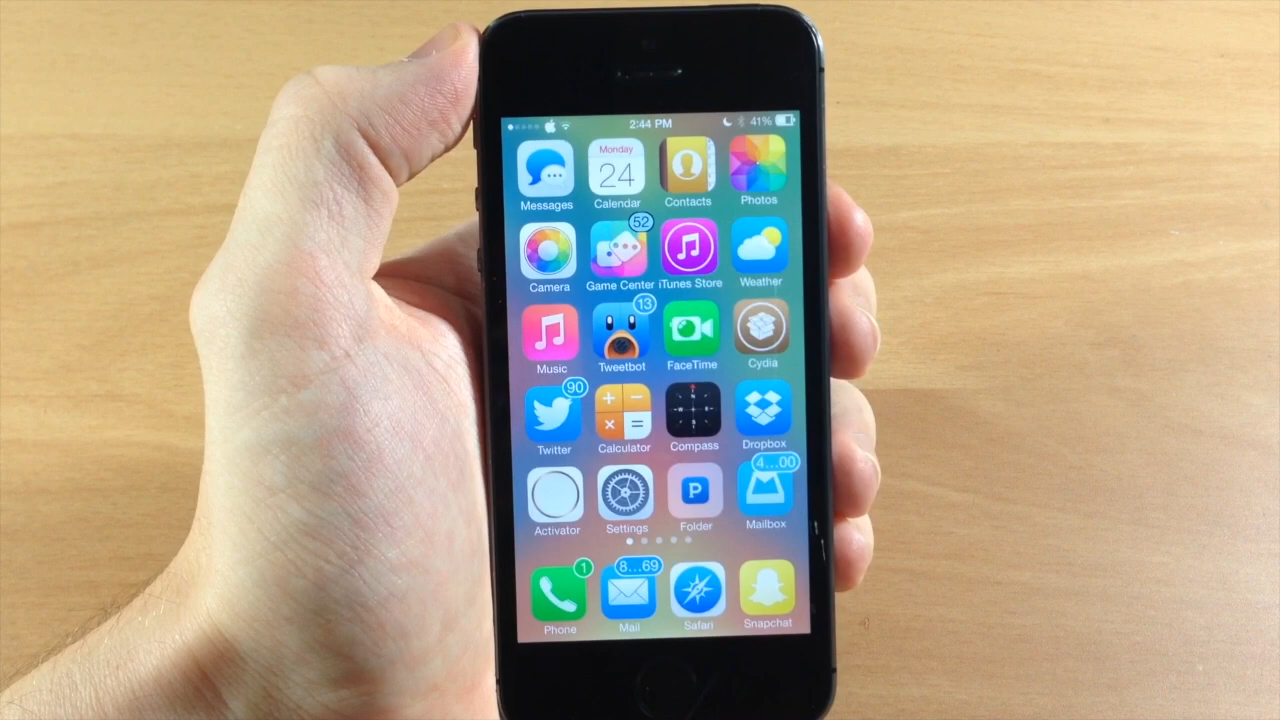 2:44 PM 41%
Monday
24
Messages Calendar Contacts Photos
52
Camera Game Center iTunes Store Weather
13
Music Tweetbot FaceTime Cydia
90
+ −
× =
N
W E
S
Twitter Calculator Compass Dropbox
4...00
P
Activator Settings Folder Mailbox
1 8...69
Phone Mail Safari Snapchat